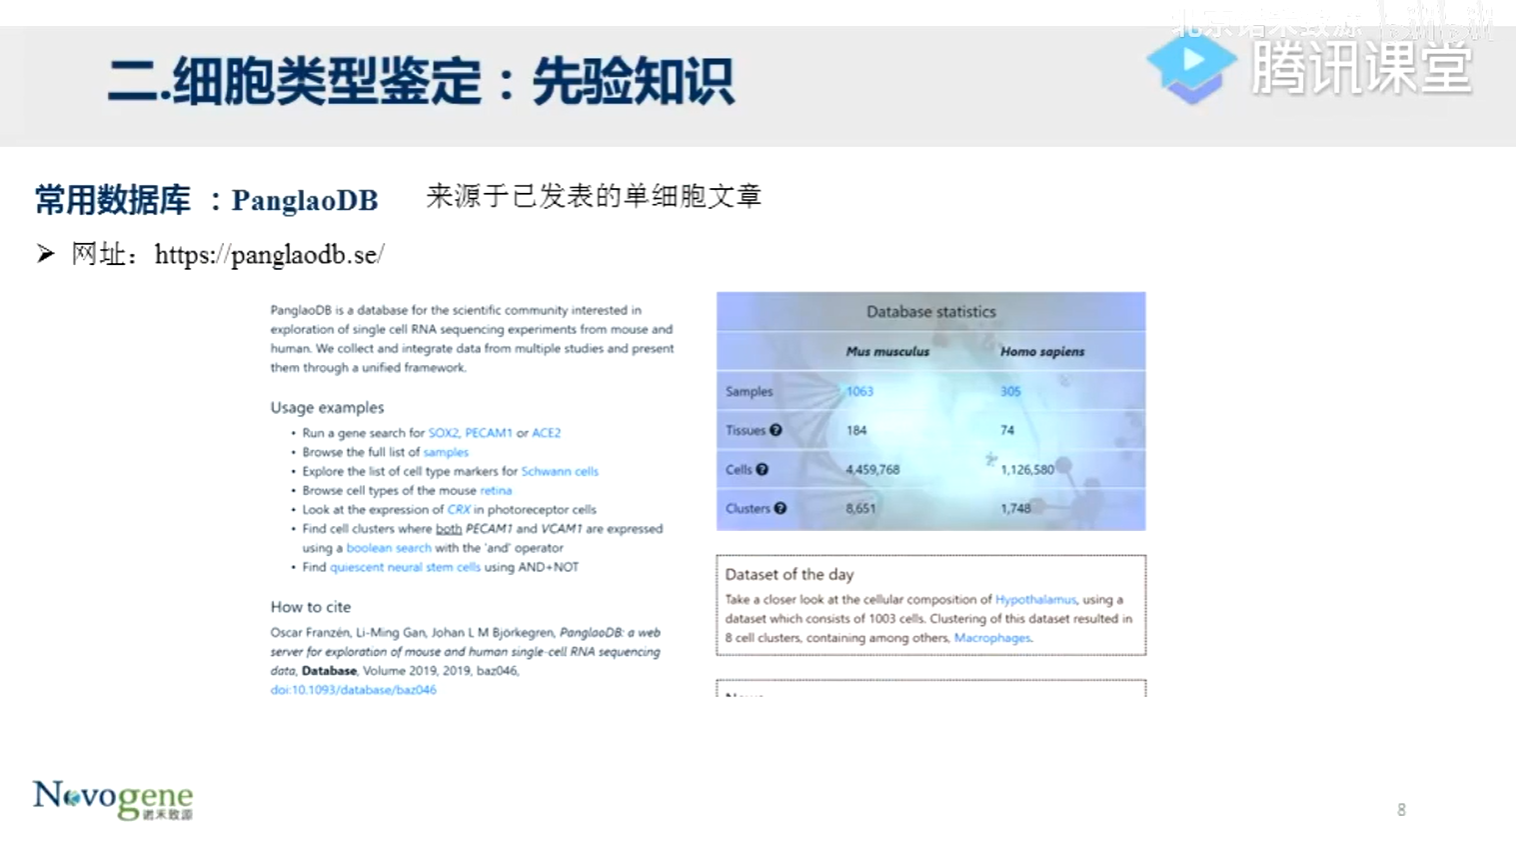 北京诺禾致源
腾讯课堂
二.细胞类型鉴定：先验知识
常用数据库 ：PanglaoDB 来源于已发表的单细胞文章
➢ 网址：https://panglaodb.se/
PanglaoDB is a database for the scientific community interested in
exploration of single cell RNA sequencing experiments from mouse and
human. We collect and integrate data from multiple studies and present
them through a unified framework.
Usage examples
• Run a gene search for SOX2, PECAM1 or ACE2
• Browse the full list of samples
• Explore the list of cell type markers for Schwann cells
• Browse cell types of the mouse retina
• Look at the expression of CRX in photoreceptor cells
• Find cell clusters where both PECAM1 and VCAM1 are expressed
using a boolean search with the 'and' operator
• Find quiescent neural stem cells using AND+NOT
How to cite
Oscar Franzén, Li-Ming Gan, Johan L M Björkegren, PanglaoDB: a web
server for exploration of mouse and human single-cell RNA sequencing
data, Database, Volume 2019, 2019, baz046,
doi:10.1093/database/baz046
Database statistics
Mus musculus Homo sapiens
Samples 1063 305
Tissues 184 74
Cells 4,459,768 1,126,580
Clusters 8,651 1,748
Dataset of the day
Take a closer look at the cellular composition of Hypothalamus, using a
dataset which consists of 1003 cells. Clustering of this dataset resulted in
8 cell clusters, containing among others, Macrophages.
Novogene
诺禾致源
8